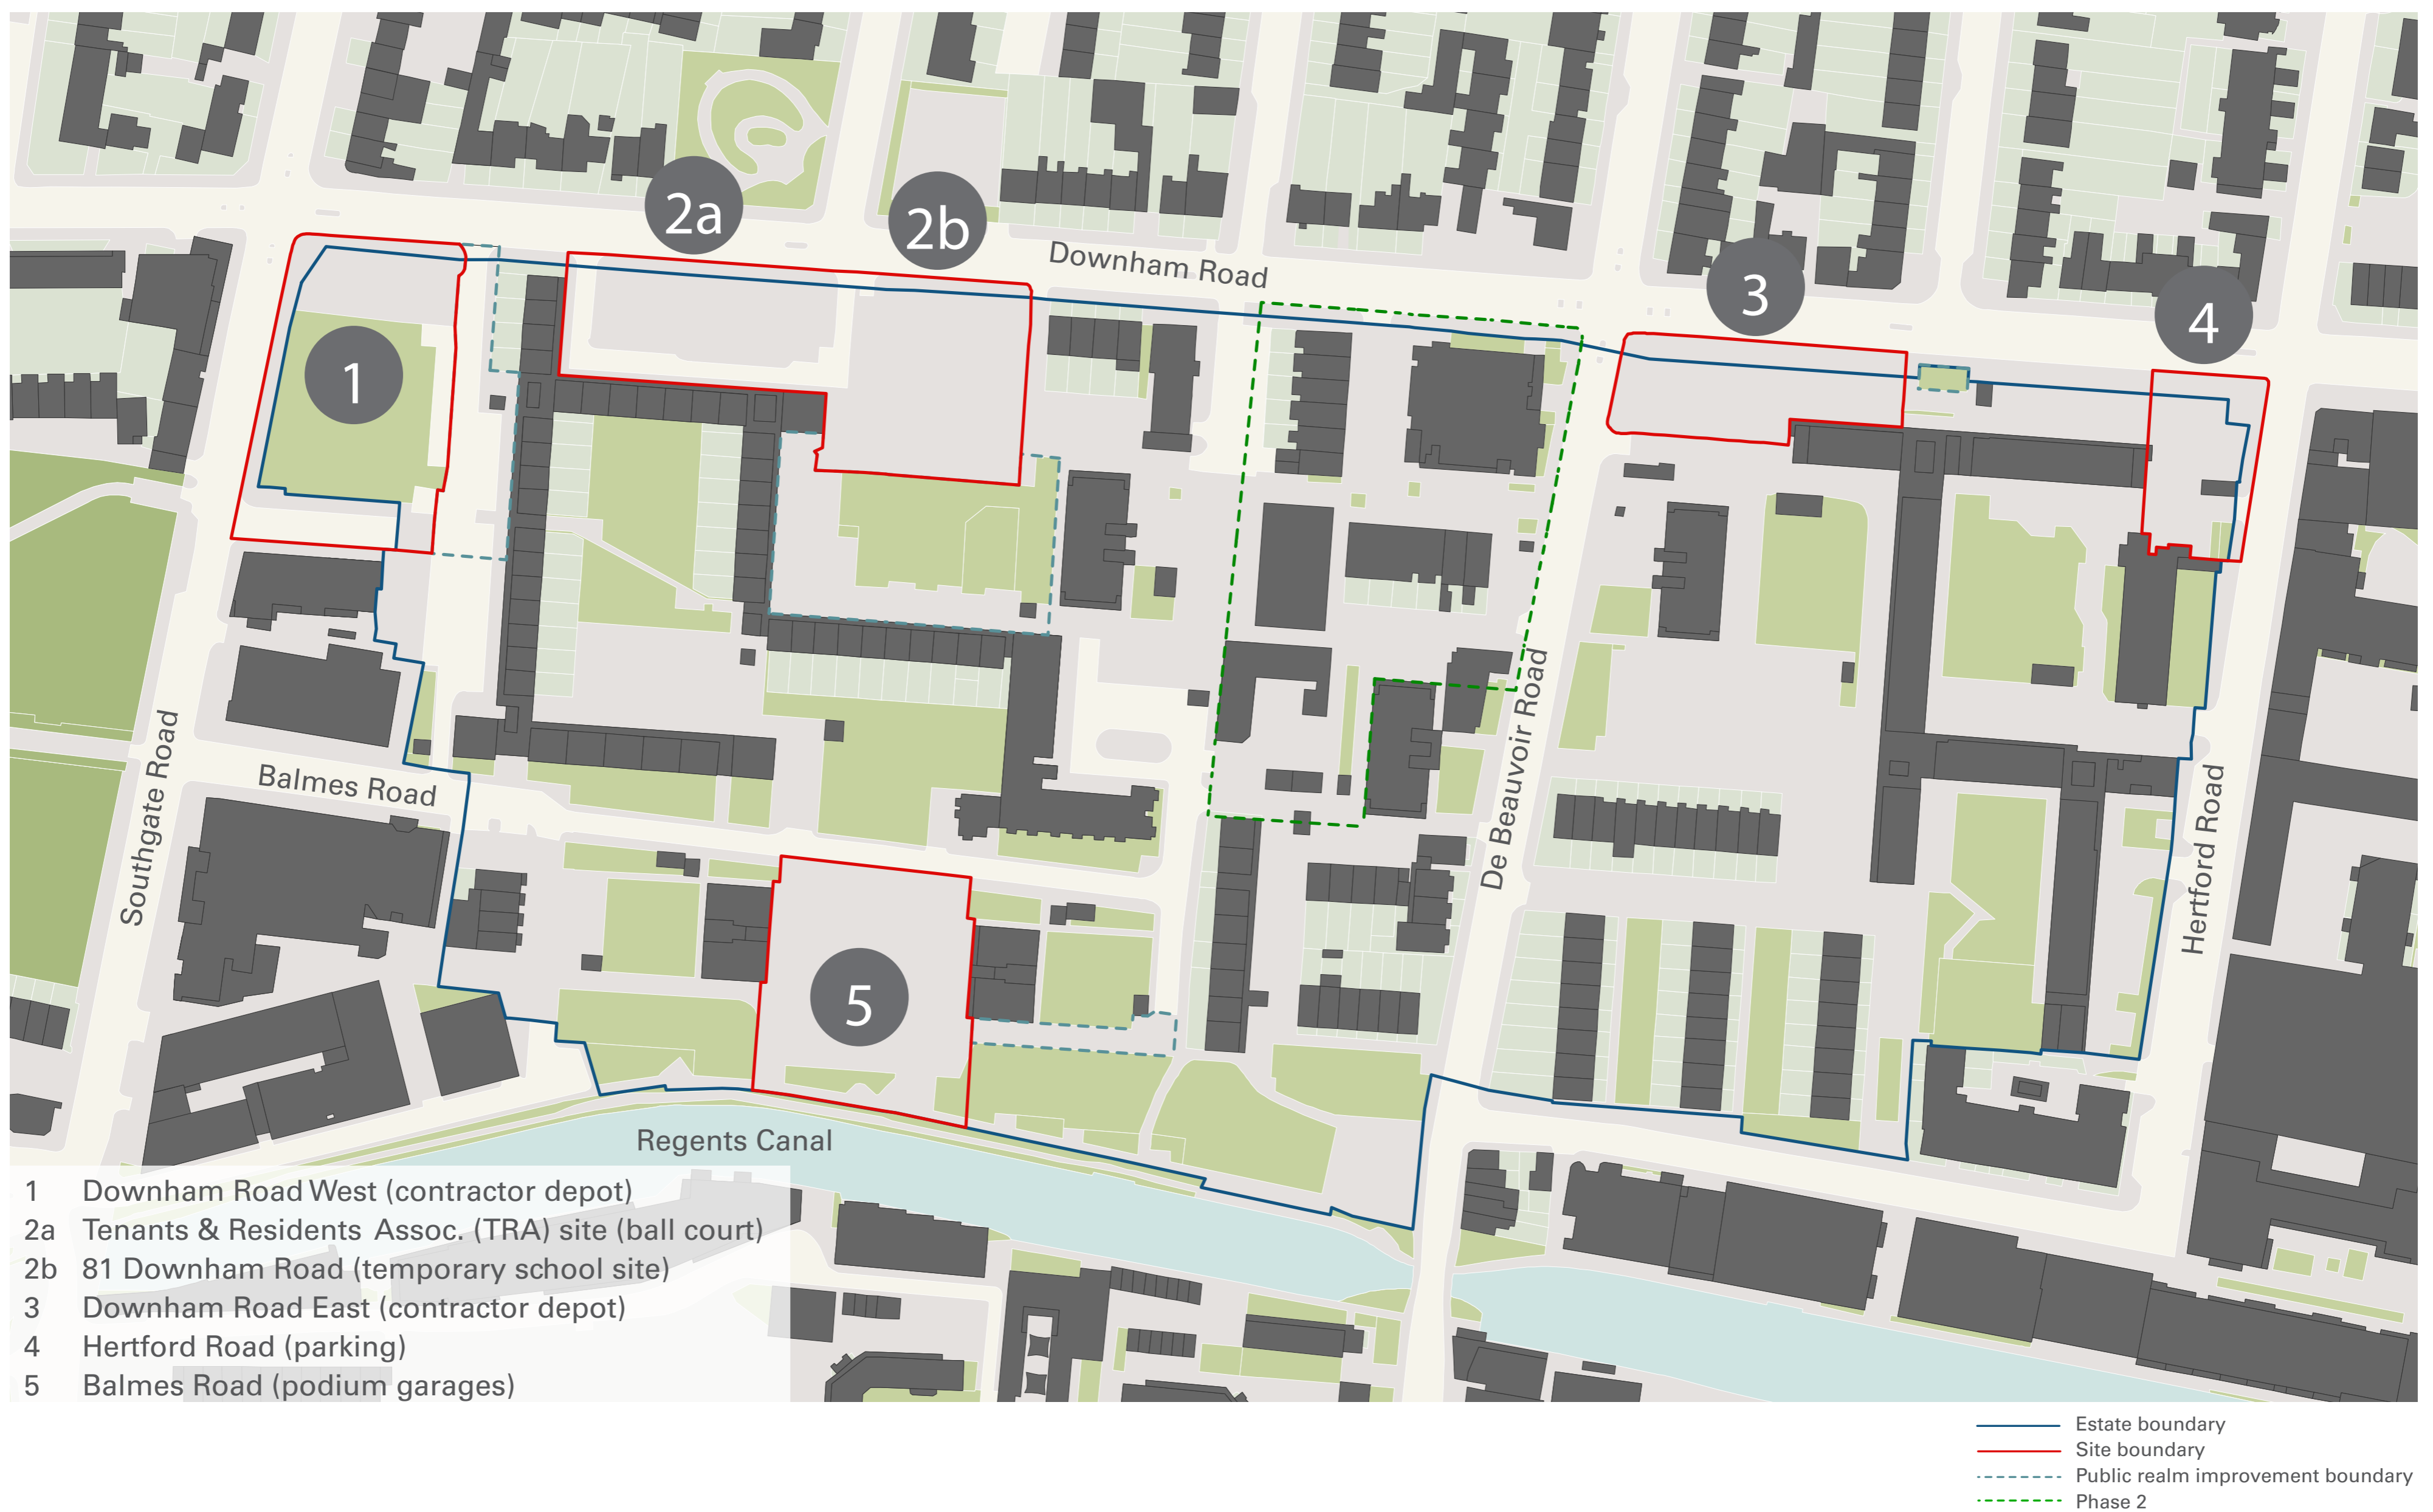 2a
2b
Downham Road
3
4
1
De Beauvoir Road
Southgate Road
Balmes Road
Hertford Road
5
Regents Canal
1 Downham Road West (contractor depot)
2a Tenants & Residents Assoc. (TRA) site (ball court)
2b 81 Downham Road (temporary school site)
3 Downham Road East (contractor depot)
4 Hertford Road (parking)
5 Balmes Road (podium garages)
Estate boundary
Site boundary
Public realm improvement boundary
Phase 2